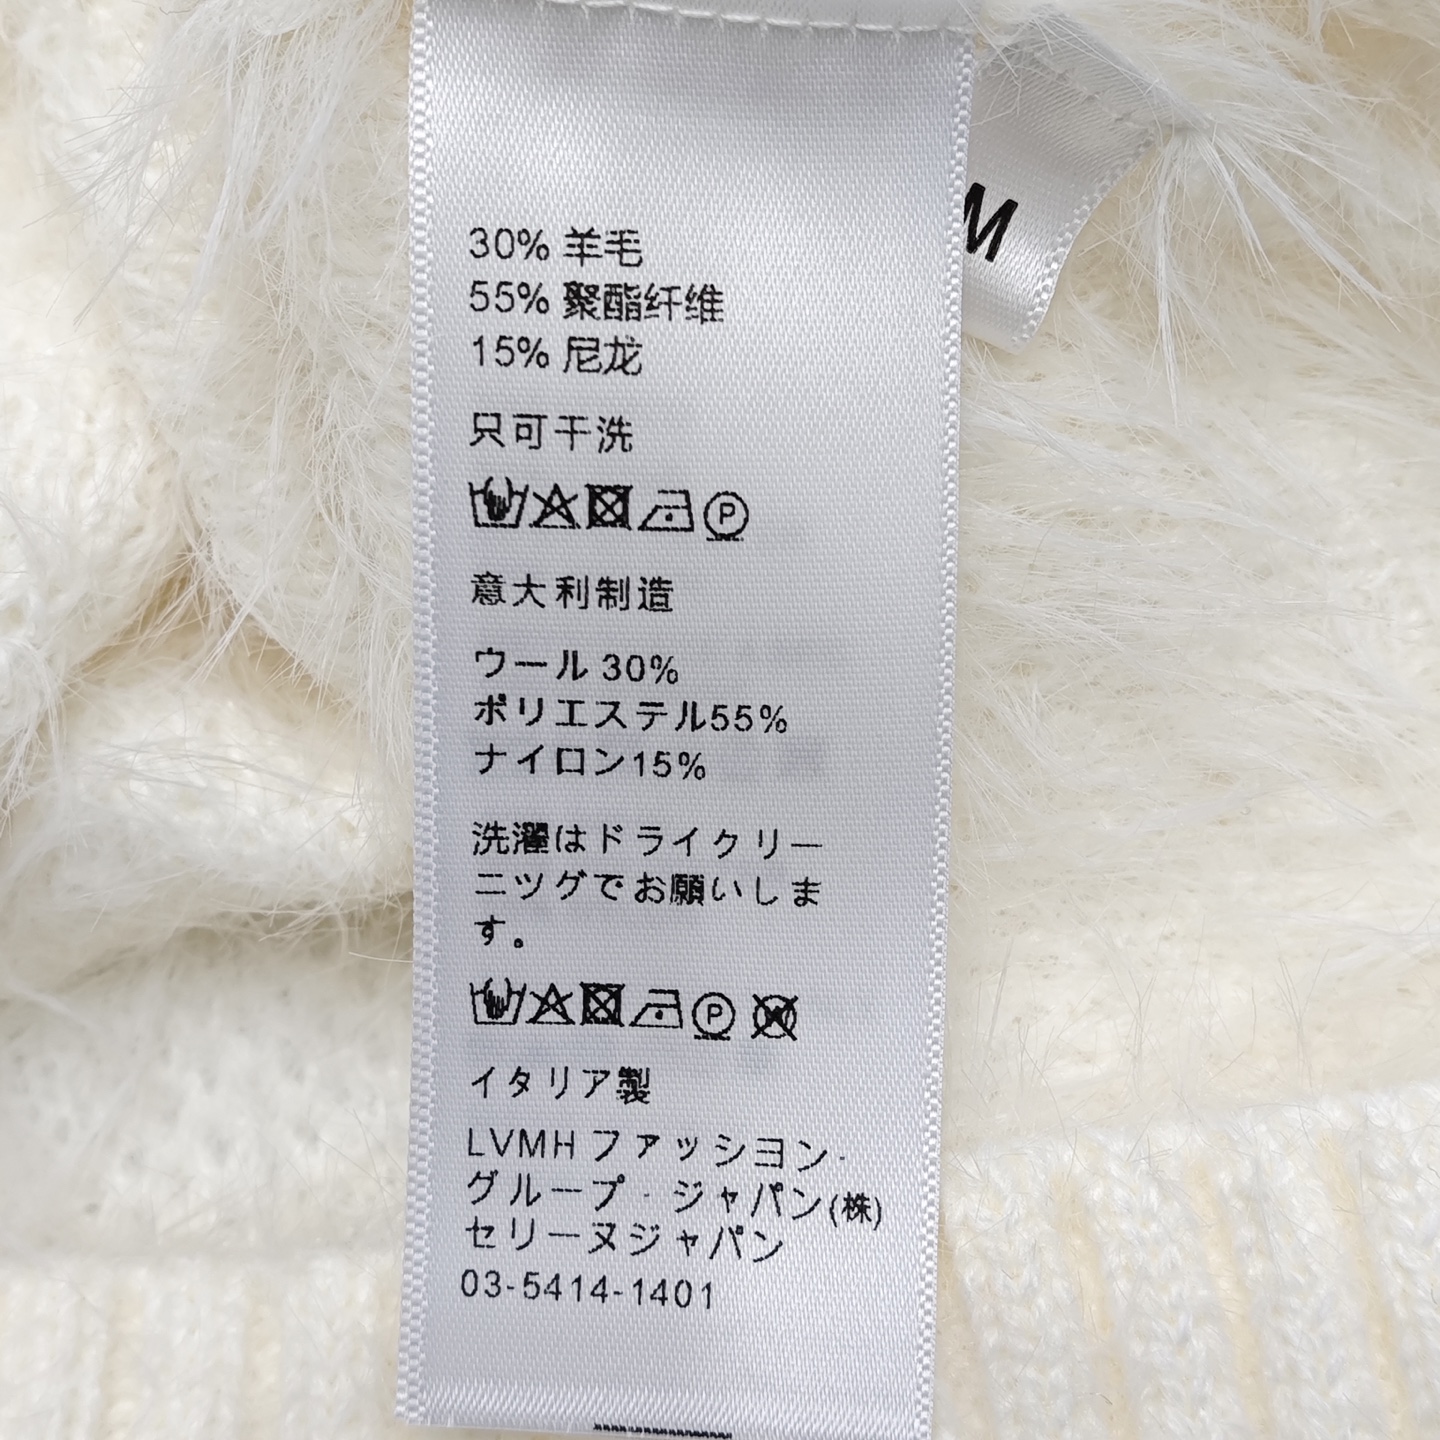 M
30% 羊毛
55% 聚酯纤维
15% 尼龙
只可干洗
P
意大利制造
ウール 30%
ポリエステル55%
ナイロン15%
洗濯はドライクリー
ニツグでお願いしま
す。
P W
イタリア製
LVMH ファッシヨン·
グループ · ジャパン(株)
セリーヌジャパン
03-5414-1401